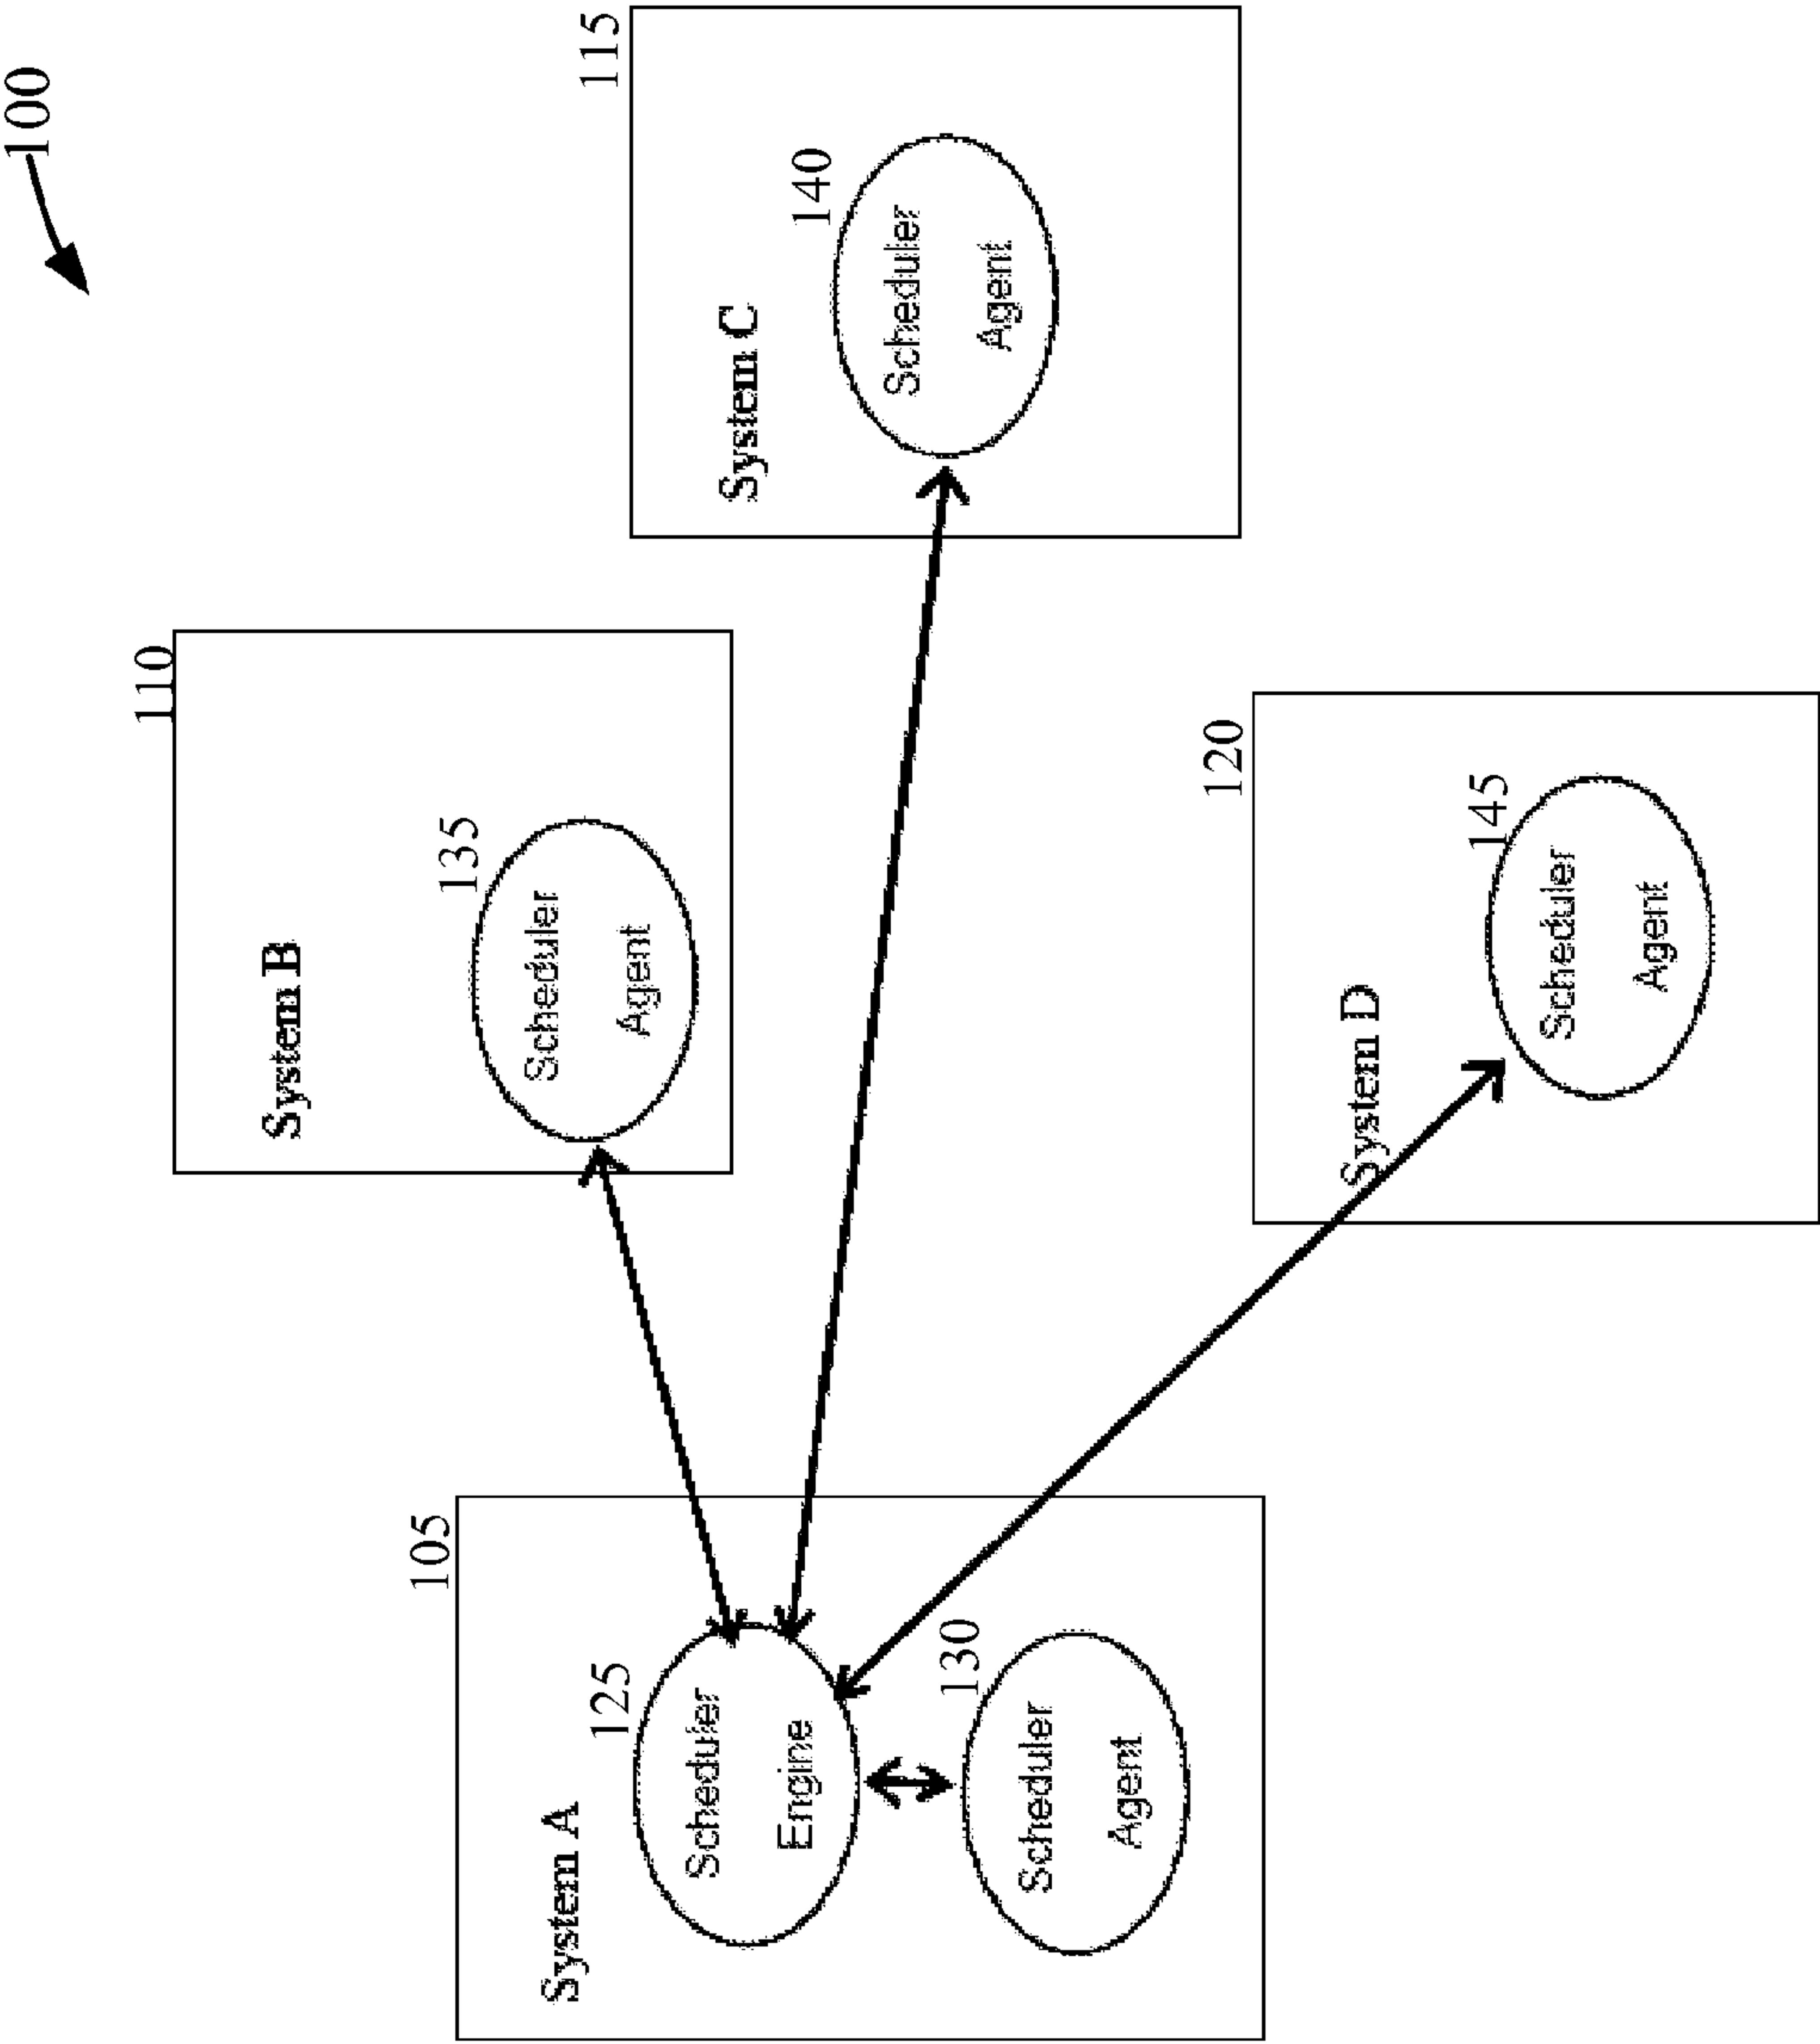 100
105
System A
125
Scheduler
Engine
130
Scheduler
Agent
110
System B
135
Scheduler
Agent
115
System C
140
Scheduler
Agent
120
System D
145
Scheduler
Agent